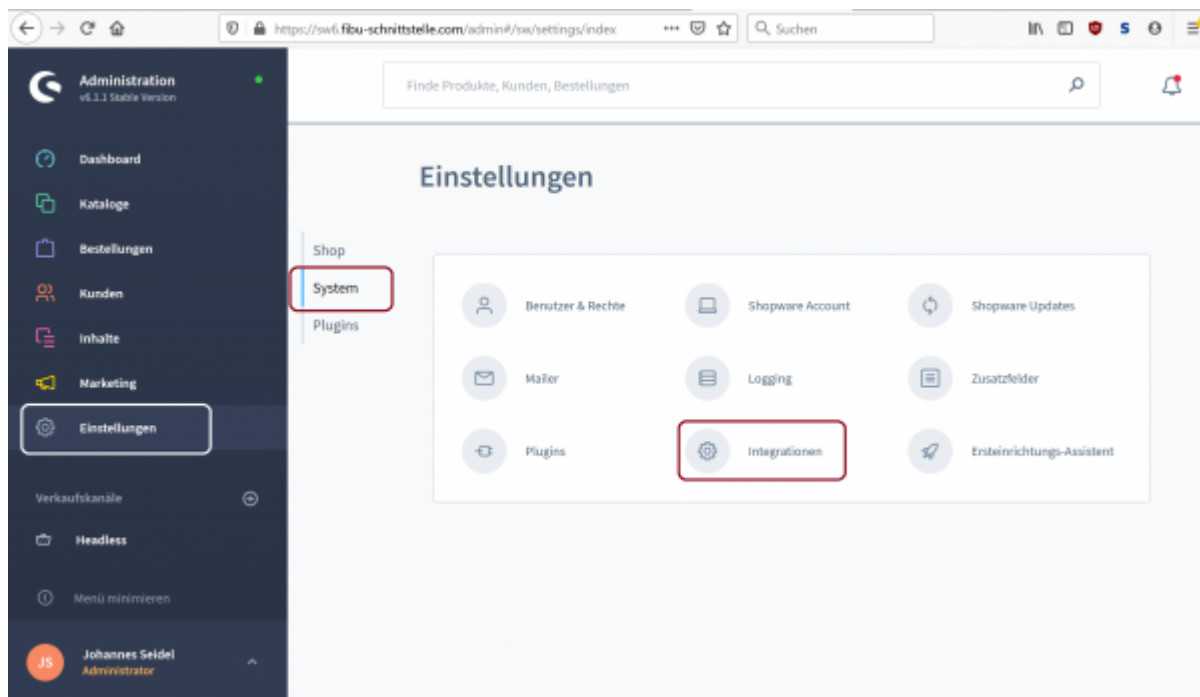 https://sw6.fibu-schnittstelle.com/admin#/sw/settings/index
Suchen
Administration
v6.1.1 Stable Version
Finde Produkte, Kunden, Bestellungen
Dashboard
Kataloge
Bestellungen
Kunden
Inhalte
Marketing
Einstellungen
Verkaufskanäle
Headless
Menü minimieren
JS
Johannes Seidel
Administrator
Einstellungen
Shop
System
Plugins
Benutzer & Rechte
Shopware Account
Shopware Updates
Mailer
Logging
Zusatzfelder
Plugins
Integrationen
Ersteinrichtungs-Assistent